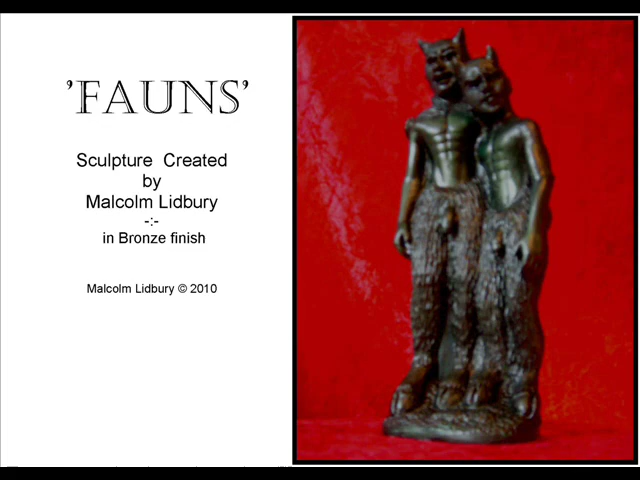 'FAUNS'
Sculpture Created
by
Malcolm Lidbury
-:-
in Bronze finish
Malcolm Lidbury © 2010